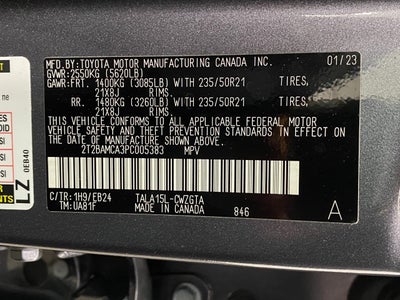 MFD.BY:TOYOTA MOTOR MANUFACTURING CANADA INC. 01/23
GVWR:2550KG (5620LB)
GAWR:FRT. 1400KG (3085LB) WITH 235/50R21 TIRES,
21X8J RIMS.
RR. 1480KG (3260LB) WITH 235/50R21 TIRES,
21X8J RIMS.
THIS VEHICLE CONFORMS TO ALL APPLICABLE FEDERAL MOTOR
VEHICLE SAFETY AND THEFT PREVENTION STANDARDS IN
EFFECT ON THE DATE OF MANUFACTURE SHOWN ABOVE.
2T2BAMCA3PC005383 MPV
C/TR:1H9/EB24 TALA15L-CWZGTA
TM:UA81F MADE IN CANADA 846 A
LZ 0EB40